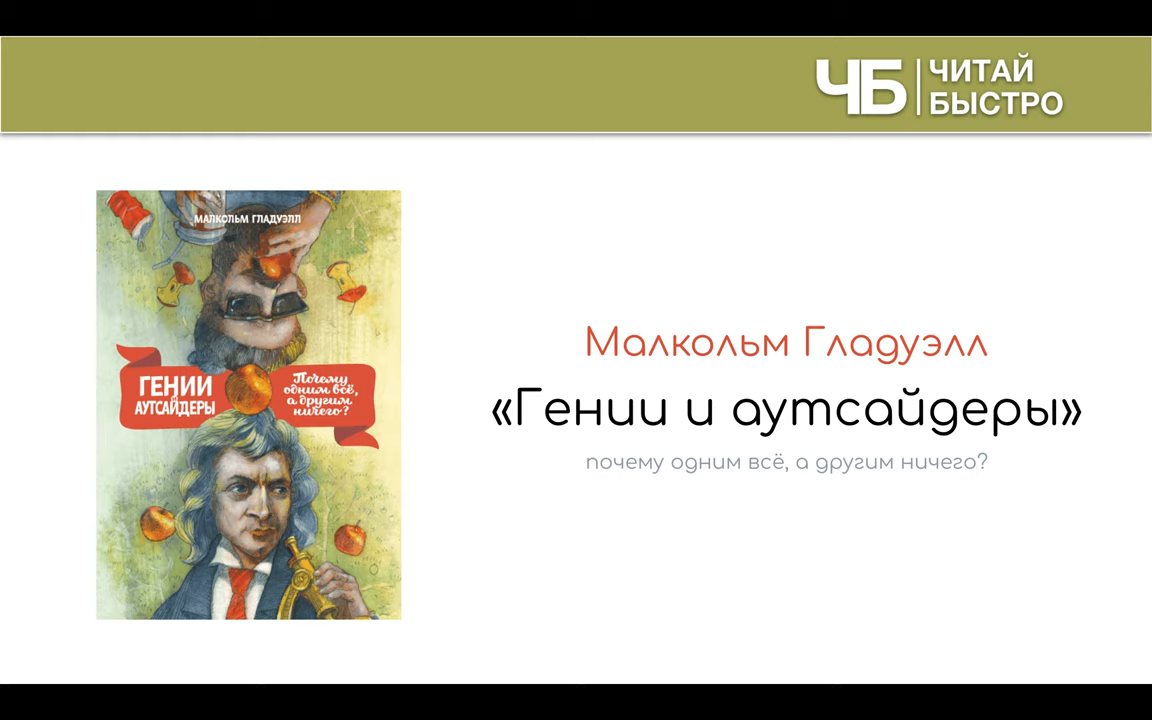 ЧБ
ЧИТАЙ
БЫСТРО
МАЛКОЛЬМ ГЛАДУЭЛЛ
ГЕНИИ
И
АУТСАЙДЕРЫ
Почему
одним всё,
а другим
ничего?
Малкольм Гладуэлл
«Гении и аутсайдеры»
почему одним всё, а другим ничего?